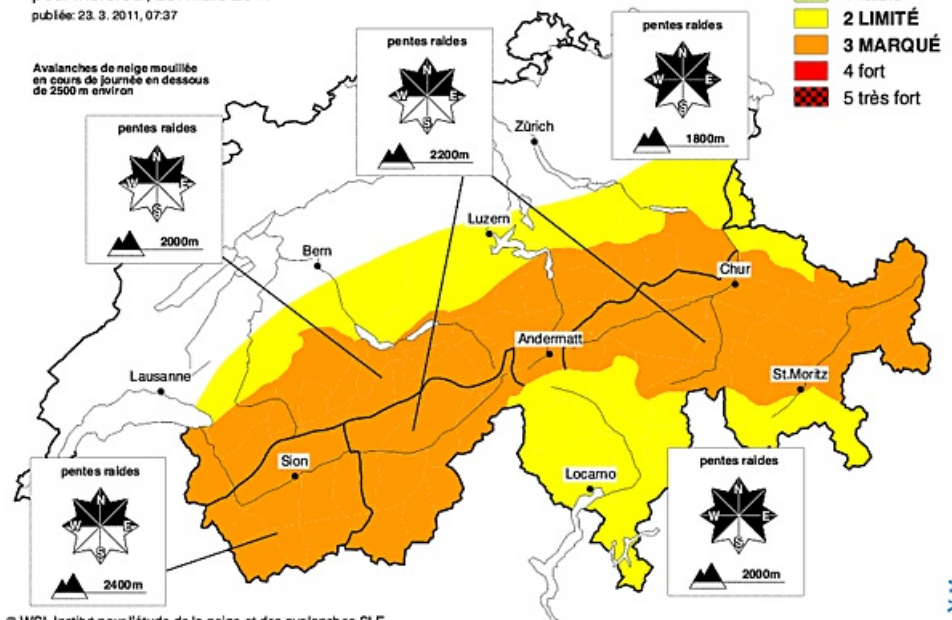 publiée: 23. 3. 2011, 07:37
Avalanches de neige mouillée
en cours de journée en dessous
de 2500 m environ
2 LIMITÉ
3 MARQUÉ
4 fort
5 très fort
pentes raides
N
W E
S
2200m
pentes raides
N
W E
S
1800m
pentes raides
N
W E
S
2000m
Zürich
Luzern
Bern
Chur
Andermatt
Lausanne
St.Moritz
Sion
Locarno
pentes raides
N
W E
S
2400m
pentes raides
N
W E
S
2000m